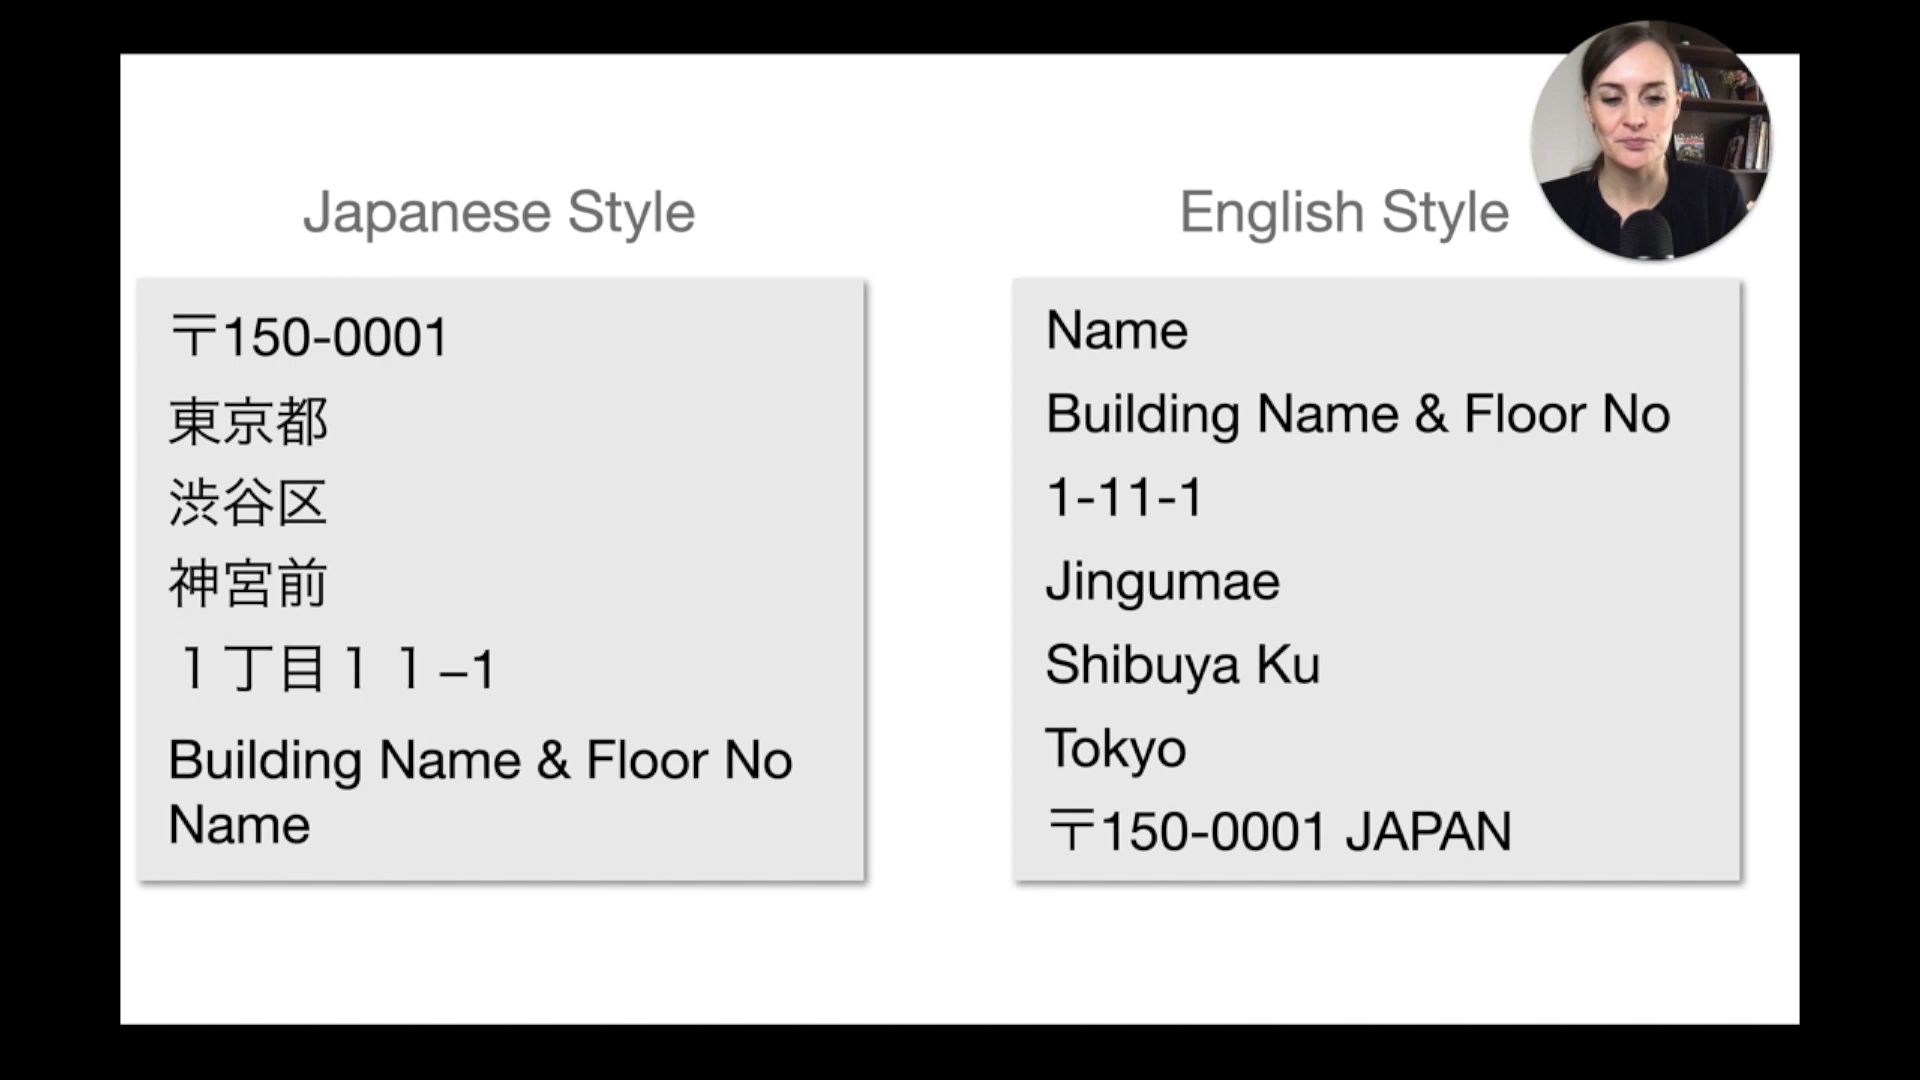 Japanese Style
〒150-0001
東京都
渋谷区
神宮前
１丁目１１–1
Building Name & Floor No
Name
English Style
Name
Building Name & Floor No
1-11-1
Jingumae
Shibuya Ku
Tokyo
〒150-0001 JAPAN